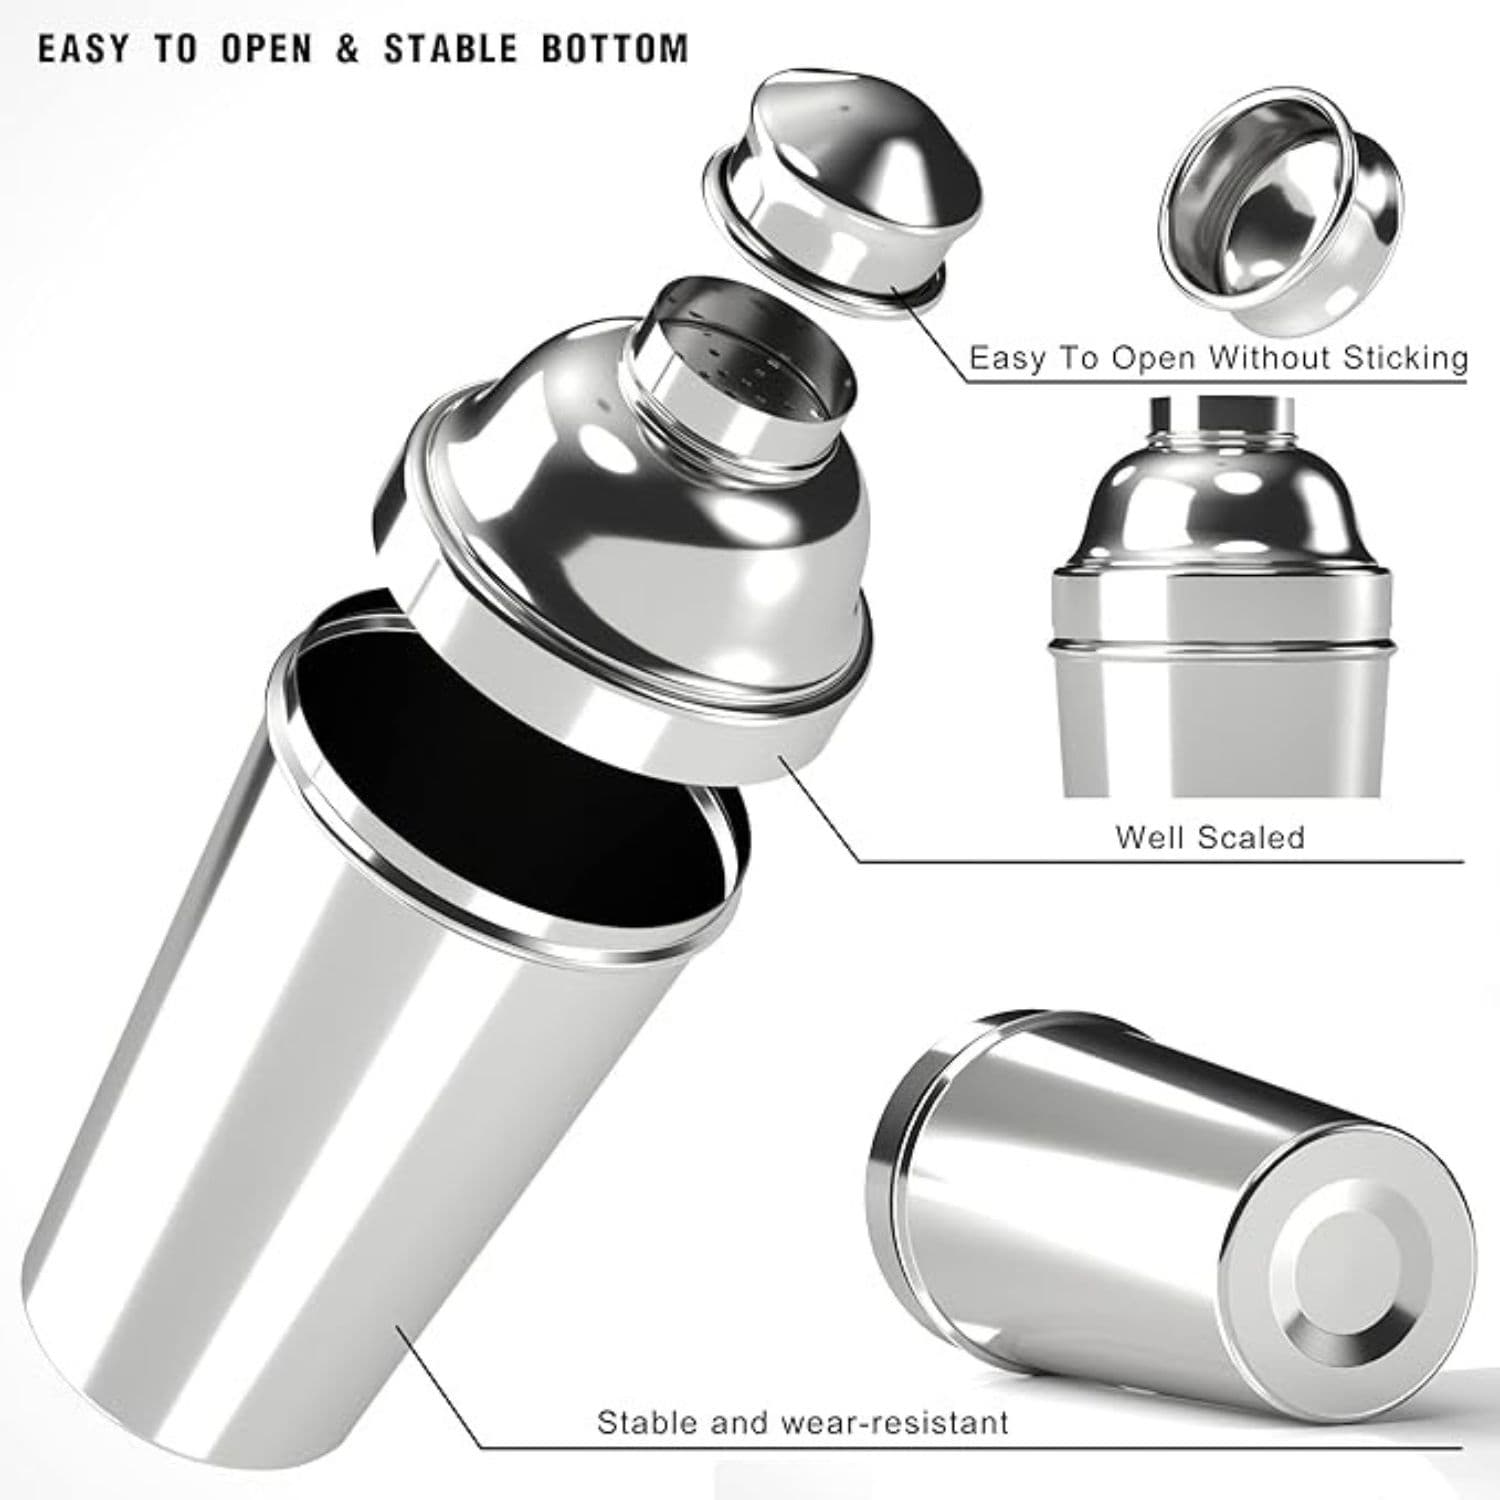 EASY TO OPEN & STABLE BOTTOM
Easy To Open Without Sticking
Well Scaled
Stable and wear-resistant